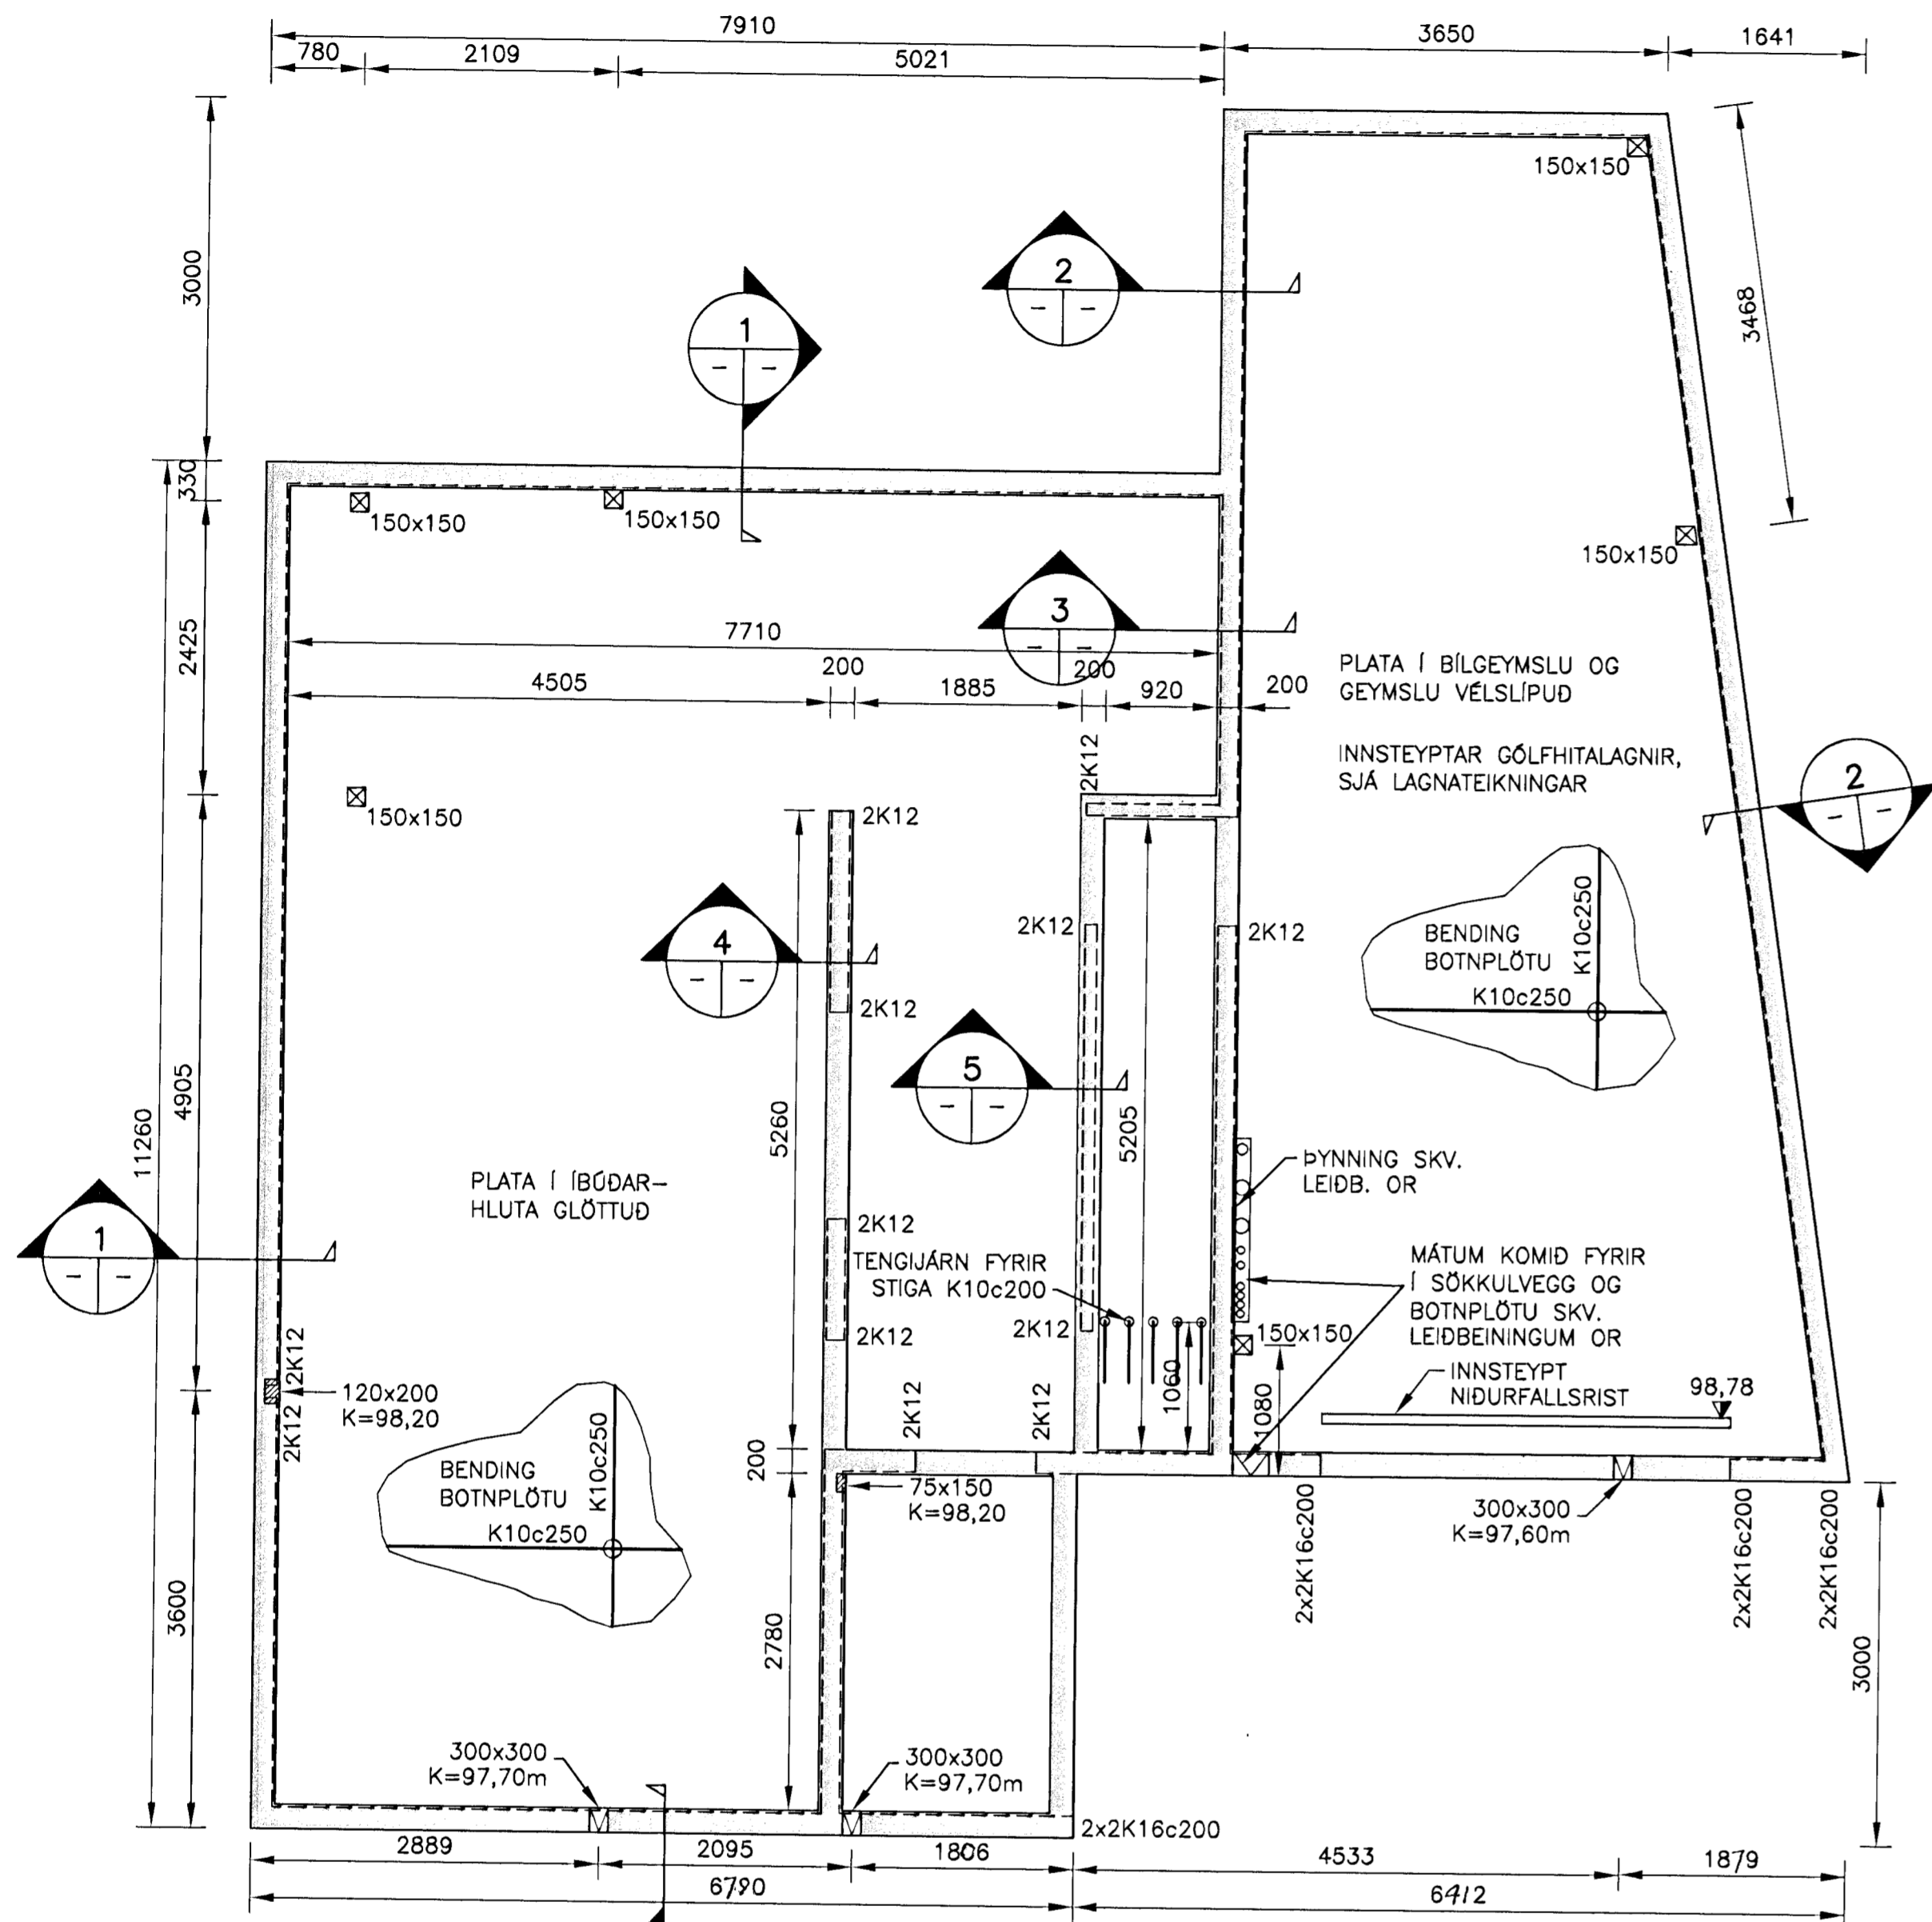 7910
3650
1641
780
2109
5021
150x150
3000
2
- -
1
- -
3468
330
150x150
150x150
150x150
2425
3
- -
7710
4505
200
1885
200
920
200
PLATA Í BÍLGEYMSLU OG
GEYMSLU VÉLSLÍPUÐ
INNSTEYPTAR GÓLFHITALAGNIR,
SJÁ LAGNATEIKNINGAR
2K12
2
- -
150x150
2K12
2K12
2K12
4
- -
2K12
BENDING
BOTNPLÖTU
K10c250
K10c250
5
- -
4905
11260
5260
5205
1
- -
PLATA Í ÍBÚÐAR-
HLUTA GLÖTTUÐ
ÞYNNING SKV.
LEIÐB. OR
2K12
TENGIJÁRN FYRIR
STIGA K10c200
2K12
2K12
MÁTUM KOMIÐ FYRIR
Í SÖKKULVEGG OG
BOTNPLÖTU SKV.
LEIÐBEININGUM OR
150x150
1060
1080
INNSTEYPT
NIÐURFALLSRIST
98,78
2K12
2K12
120x200
K=98,20
2K12
2K12
BENDING
BOTNPLÖTU
K10c250
K10c250
200
75x150
K=98,20
2x2K16c200
300x300
K=97,60m
2x2K16c200
2x2K16c200
3600
2780
3000
300x300
K=97,70m
300x300
K=97,70m
2x2K16c200
2889
2095
1806
4533
1879
6790
6412